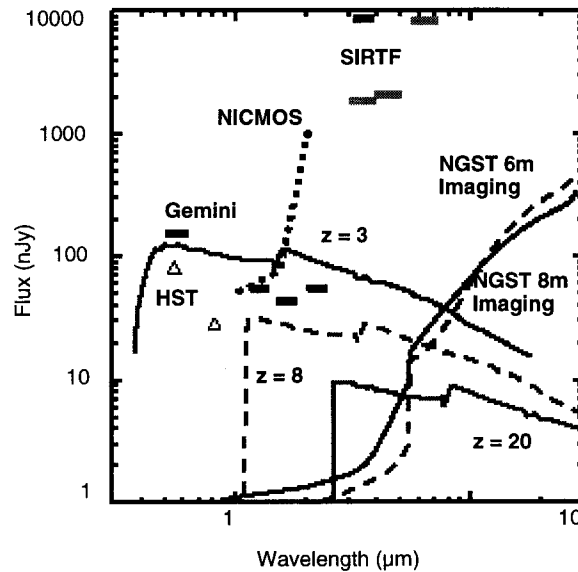 10000
1000
100
10
1
Flux (nJy)
SIRTF
NICMOS
NGST 6m
Imaging
Gemini
z = 3
HST
NGST 8m
Imaging
z = 8
z = 20
1
10
Wavelength (µm)